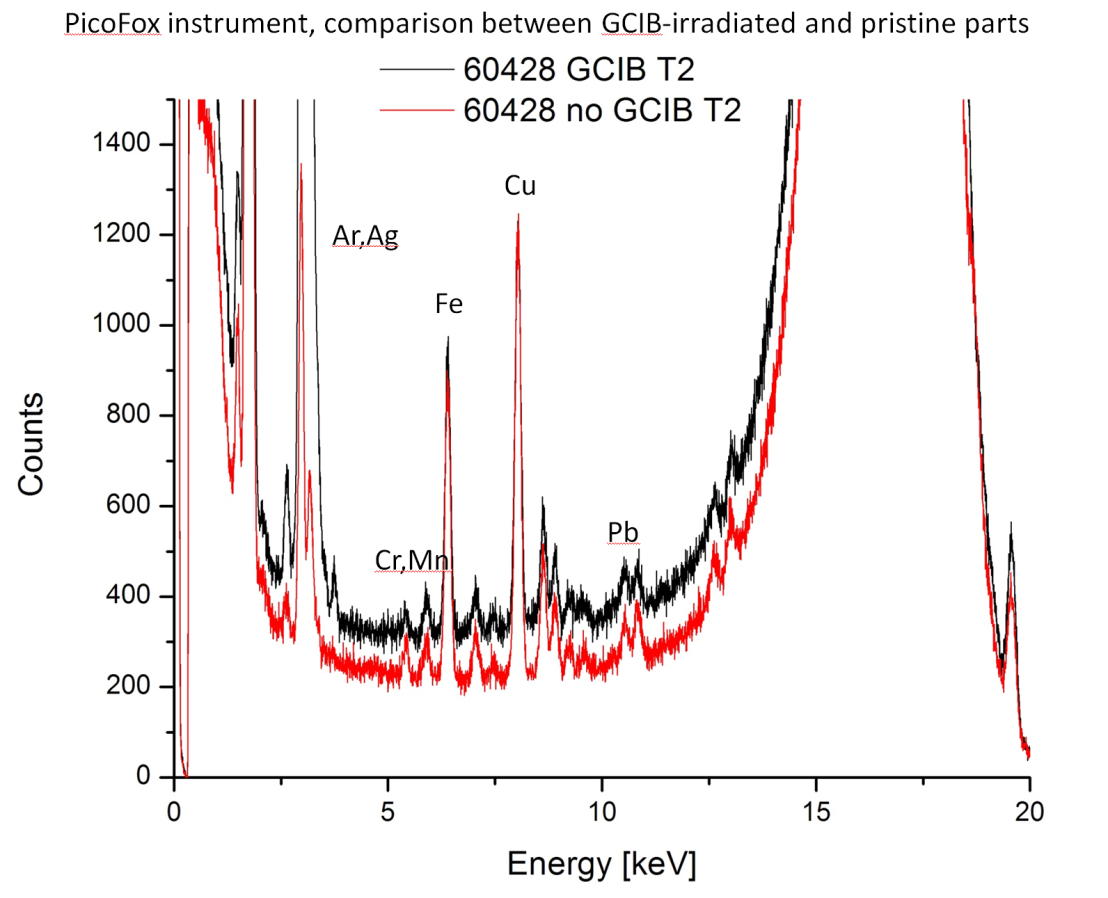 PicoFox instrument, comparison between GCIB-irradiated and pristine parts
60428 GCIB T2
60428 no GCIB T2
1400
1200
1000
800
600
400
200
0
Counts
Cu
Ar,Ag
Fe
Pb
Cr,Mn
0 5 10 15 20
Energy [keV]